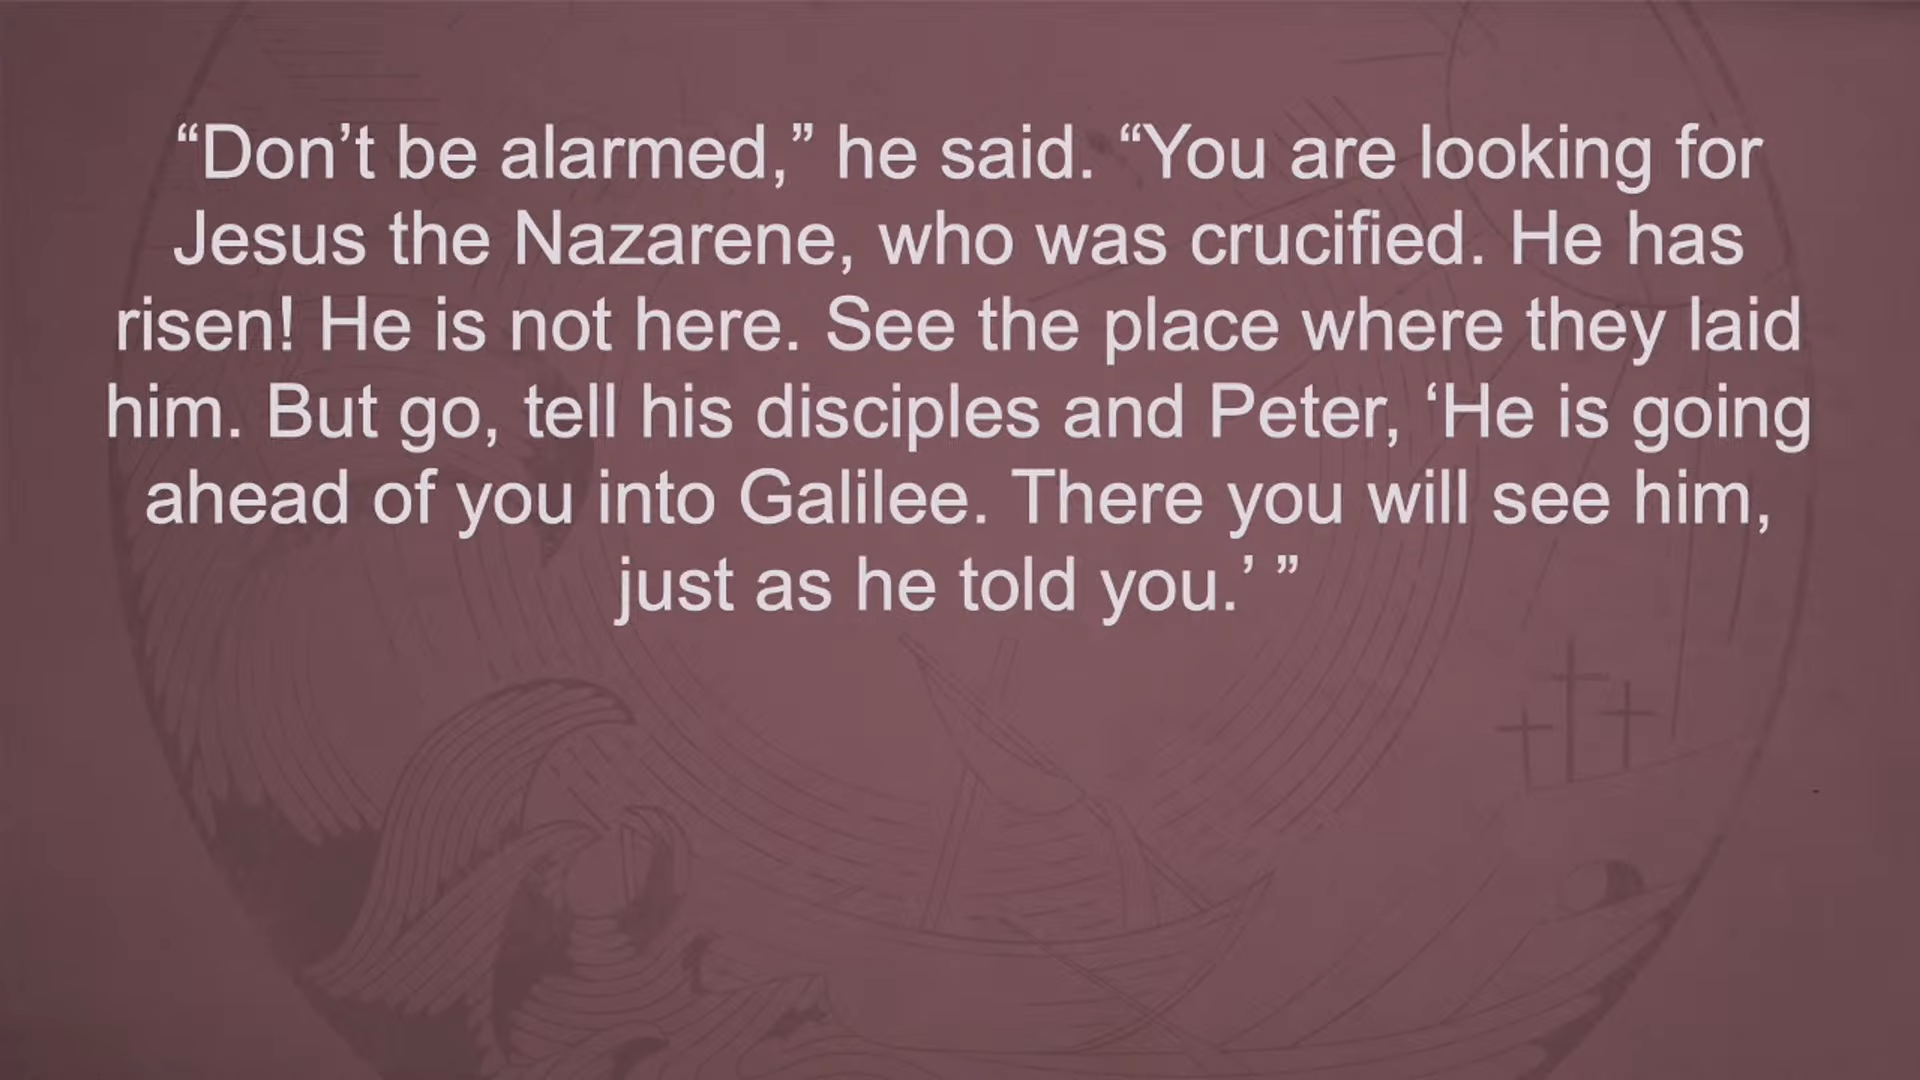 “Don’t be alarmed,” he said. “You are looking for
Jesus the Nazarene, who was crucified. He has
risen! He is not here. See the place where they laid
him. But go, tell his disciples and Peter, ‘He is going
ahead of you into Galilee. There you will see him,
just as he told you.’ ”